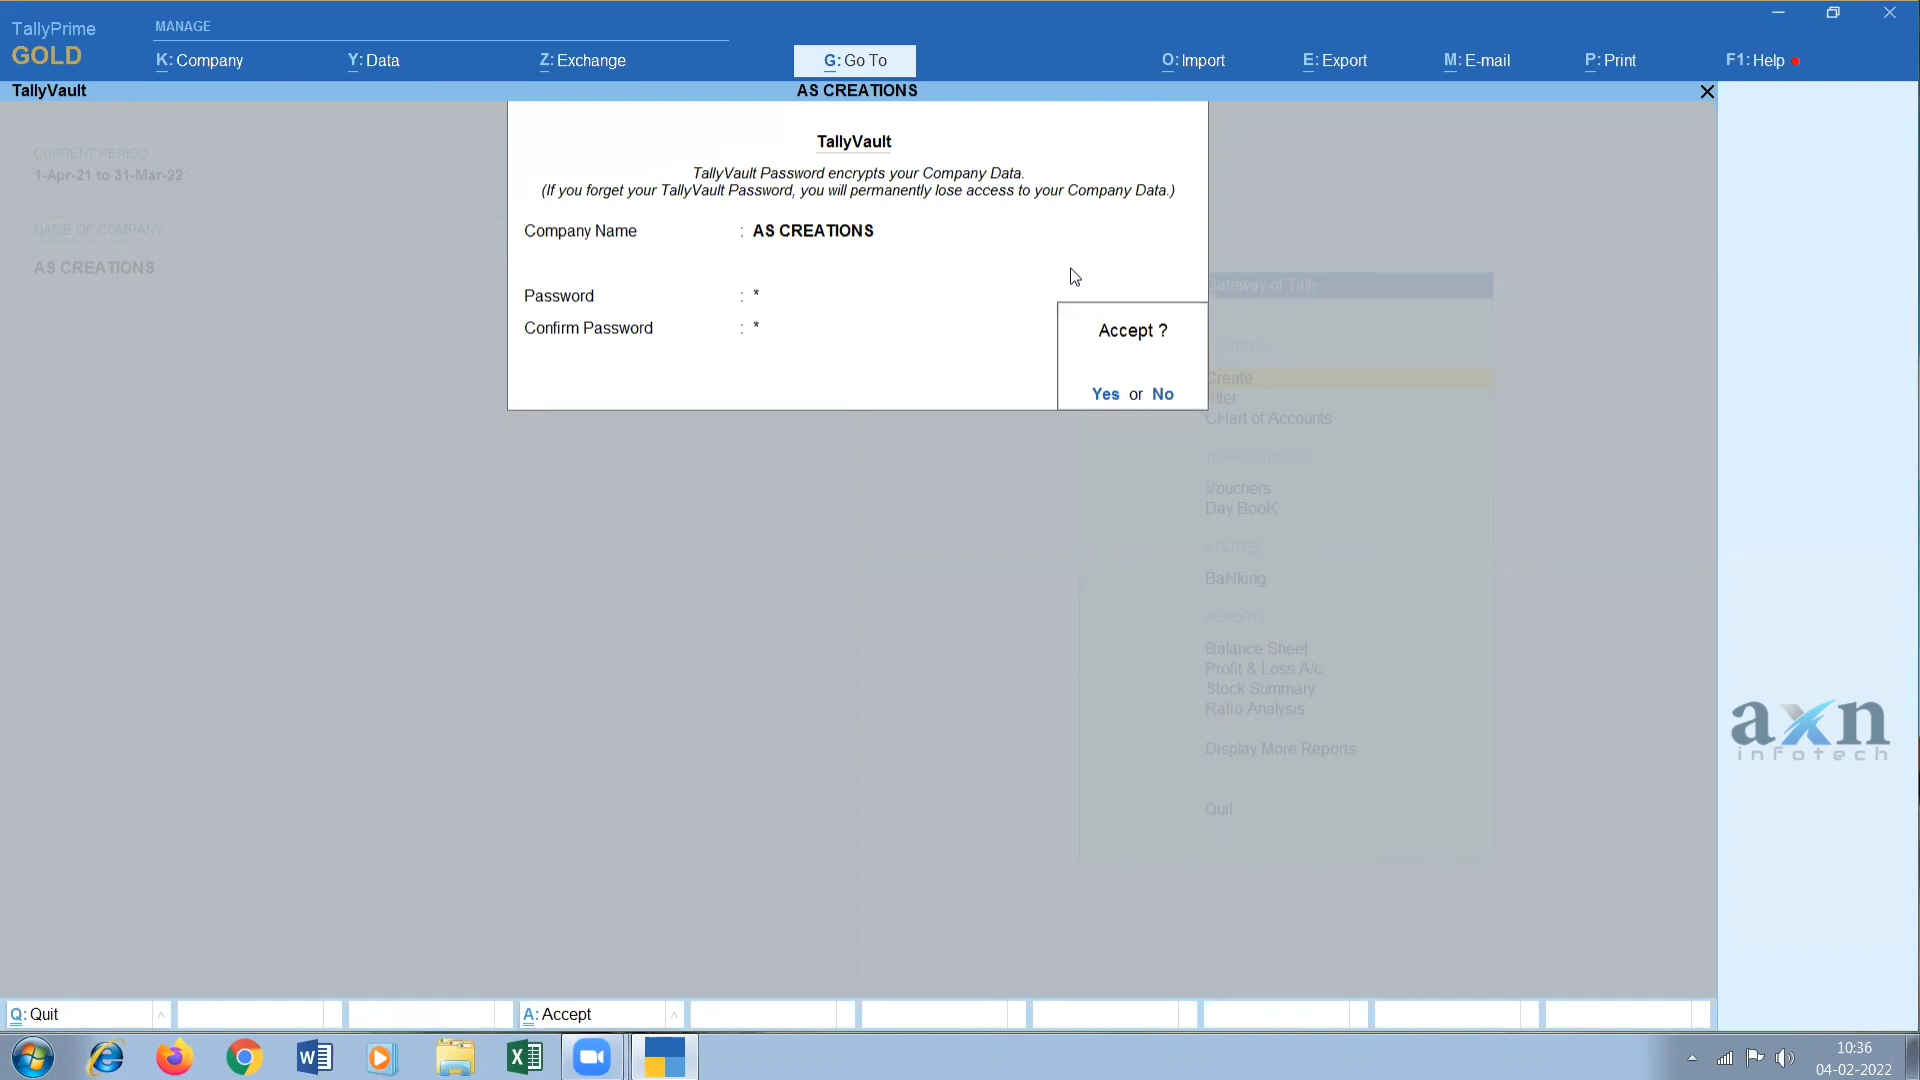 TallyPrime
GOLD
MANAGE
K: Company
Y: Data
Z: Exchange
G: Go To
O: Import
E: Export
M: E-mail
P: Print
F1: Help
TallyVault
AS CREATIONS
CURRENT PERIOD
1-Apr-21 to 31-Mar-22
NAME OF COMPANY
AS CREATIONS
TallyVault
TallyVault Password encrypts your Company Data.
(If you forget your TallyVault Password, you will permanently lose access to your Company Data.)
Company Name : AS CREATIONS
Password : *
Confirm Password : *
Accept ?
Yes or No
Gateway of Tally
Create
CHart of Accounts
TRANSACTIONS
Vouchers
Day BooK
UTILITIES
BaNking
REPORTS
Balance Sheet
Profit & Loss A/c
Stock Summary
Ratio Analysis
Display More Reports
Quit
axn
infotech
Q: Quit
A: Accept
10:36
04-02-2022